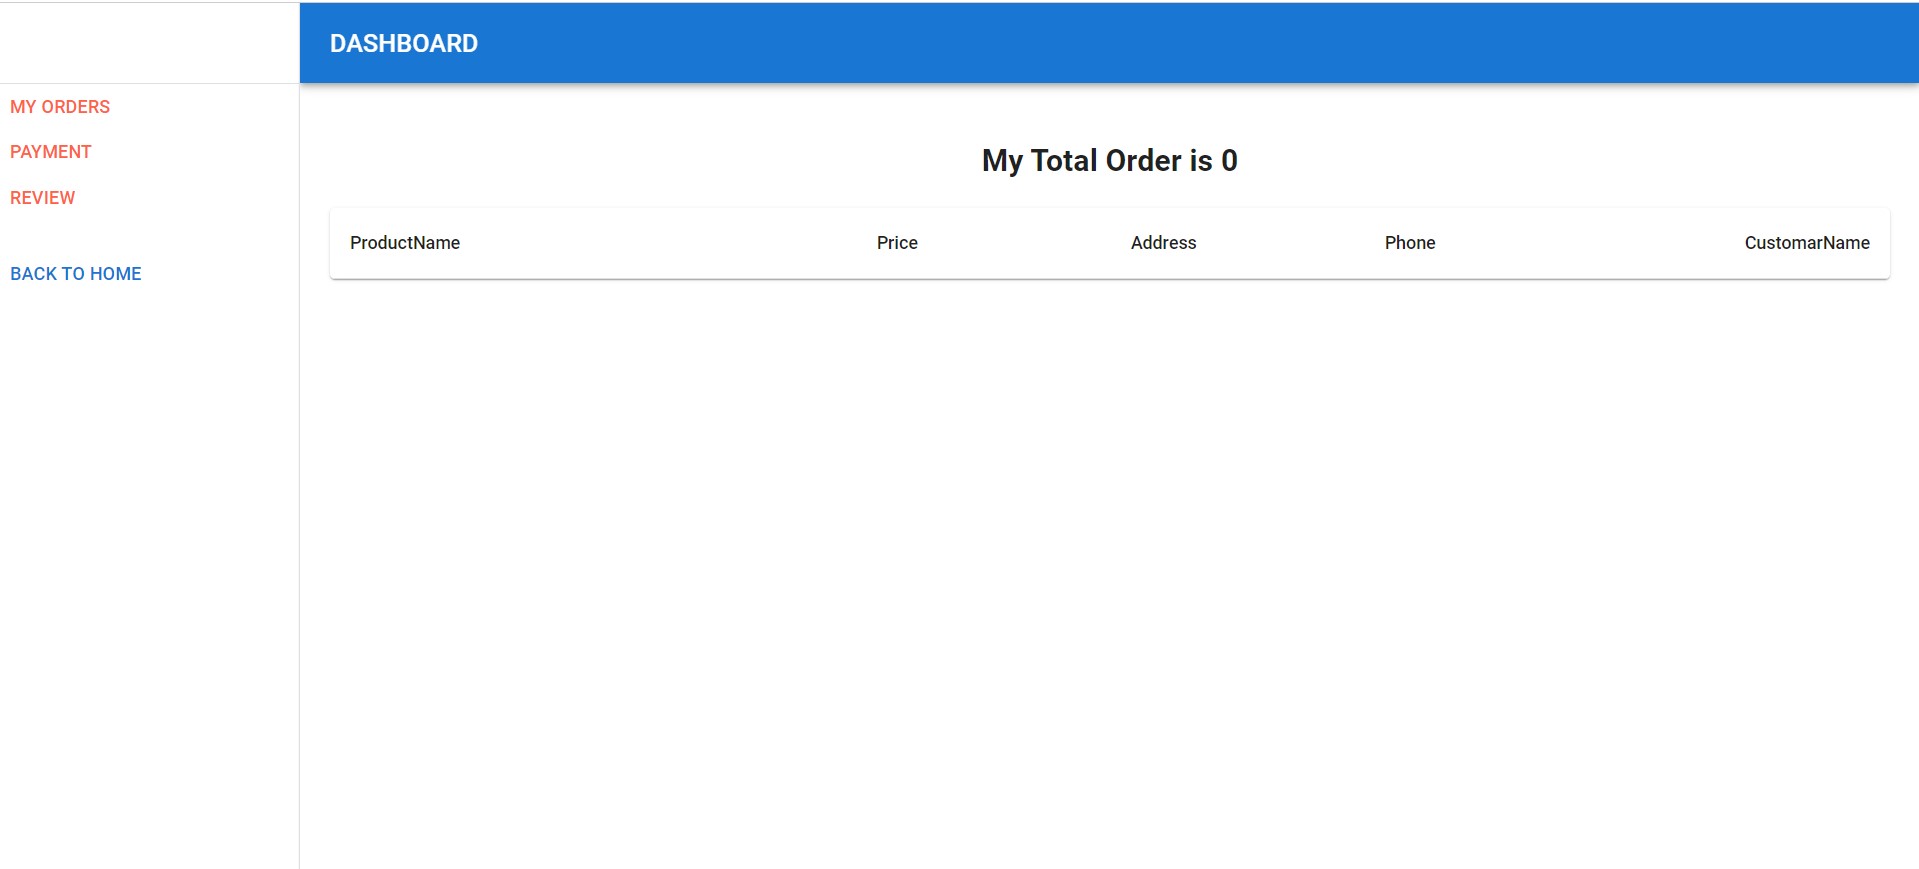 DASHBOARD
MY ORDERS
PAYMENT
REVIEW
BACK TO HOME
My Total Order is 0
ProductName Price Address Phone CustomarName